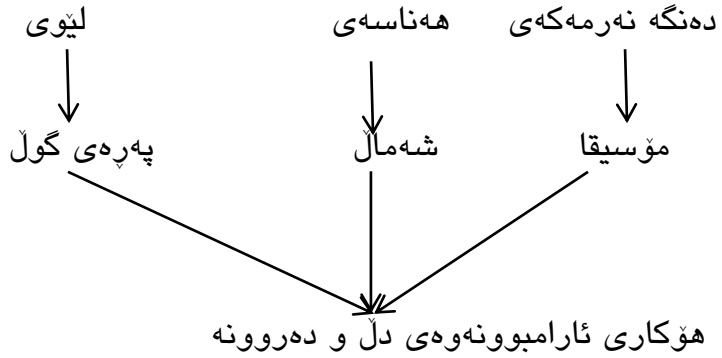 دەنگە نەرمەکەی هەناسەی لێوی
مۆسیقا شەماڵ پەڕەی گوڵ
هۆکاری ئارامبوونەوەی دڵ و دەروونە